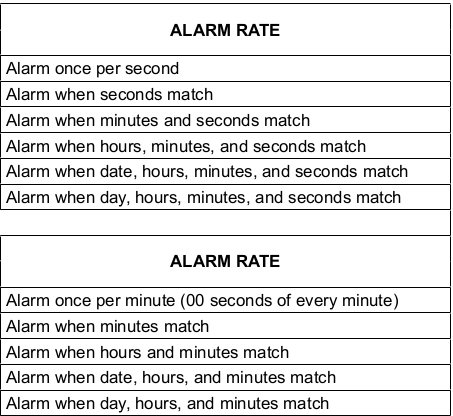 ALARM RATE
Alarm once per second
Alarm when seconds match
Alarm when minutes and seconds match
Alarm when hours, minutes, and seconds match
Alarm when date, hours, minutes, and seconds match
Alarm when day, hours, minutes, and seconds match
ALARM RATE
Alarm once per minute (00 seconds of every minute)
Alarm when minutes match
Alarm when hours and minutes match
Alarm when date, hours, and minutes match
Alarm when day, hours, and minutes match